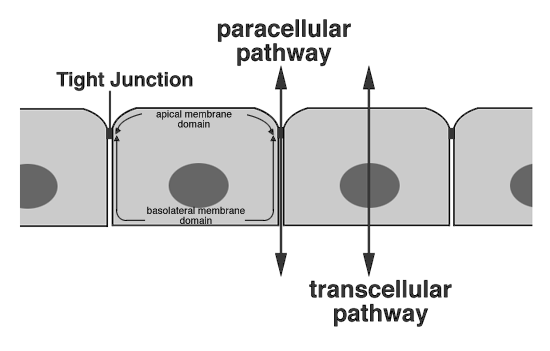 paracellular
pathway
Tight Junction
apical membrane
domain
basolateral membrane
domain
transcellular
pathway